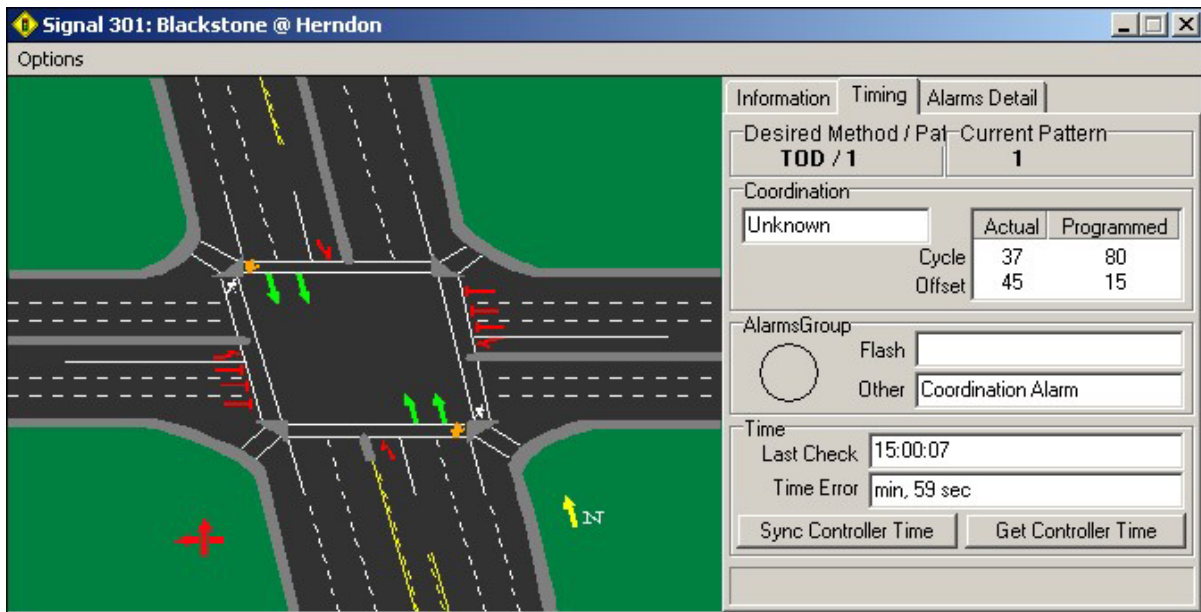 Signal 301: Blackstone @ Herndon
Options
Information Timing Alarms Detail
Desired Method / Pat Current Pattern
TOD / 1 1
Coordination
Unknown
Actual Programmed
Cycle 37 80
Offset 45 15
AlarmsGroup
Flash
Other Coordination Alarm
Time
Last Check 15:00:07
Time Error min, 59 sec
Sync Controller Time Get Controller Time
N